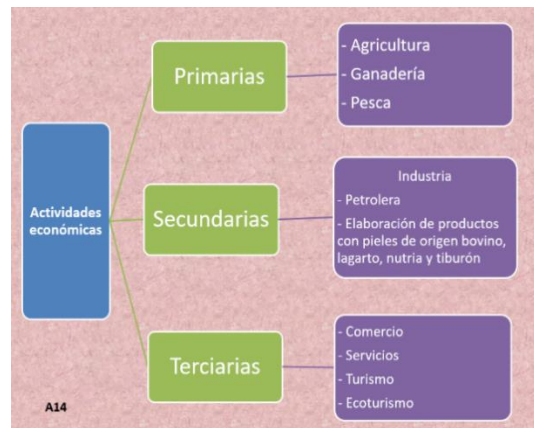 Actividades
económicas
Primarias
- Agricultura
- Ganadería
- Pesca
Secundarias
Industria
- Petrolera
- Elaboración de productos
con pieles de origen bovino,
lagarto, nutria y tiburón
Terciarias
- Comercio
- Servicios
- Turismo
- Ecoturismo
A14